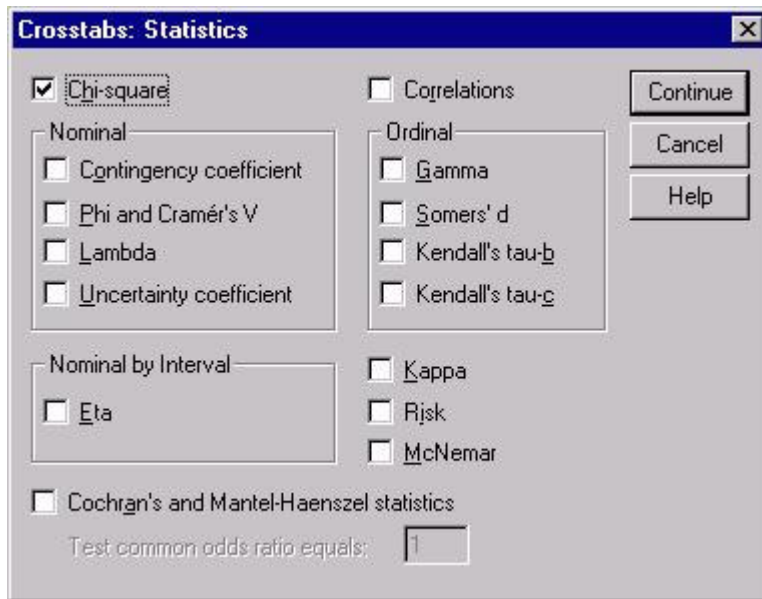 Crosstabs: Statistics
Chi-square
Correlations
Continue
Cancel
Help
Nominal
Contingency coefficient
Phi and Cramér's V
Lambda
Uncertainty coefficient
Ordinal
Gamma
Somers' d
Kendall's tau-b
Kendall's tau-c
Nominal by Interval
Eta
Kappa
Risk
McNemar
Cochran's and Mantel-Haenszel statistics
Test common odds ratio equals: 1